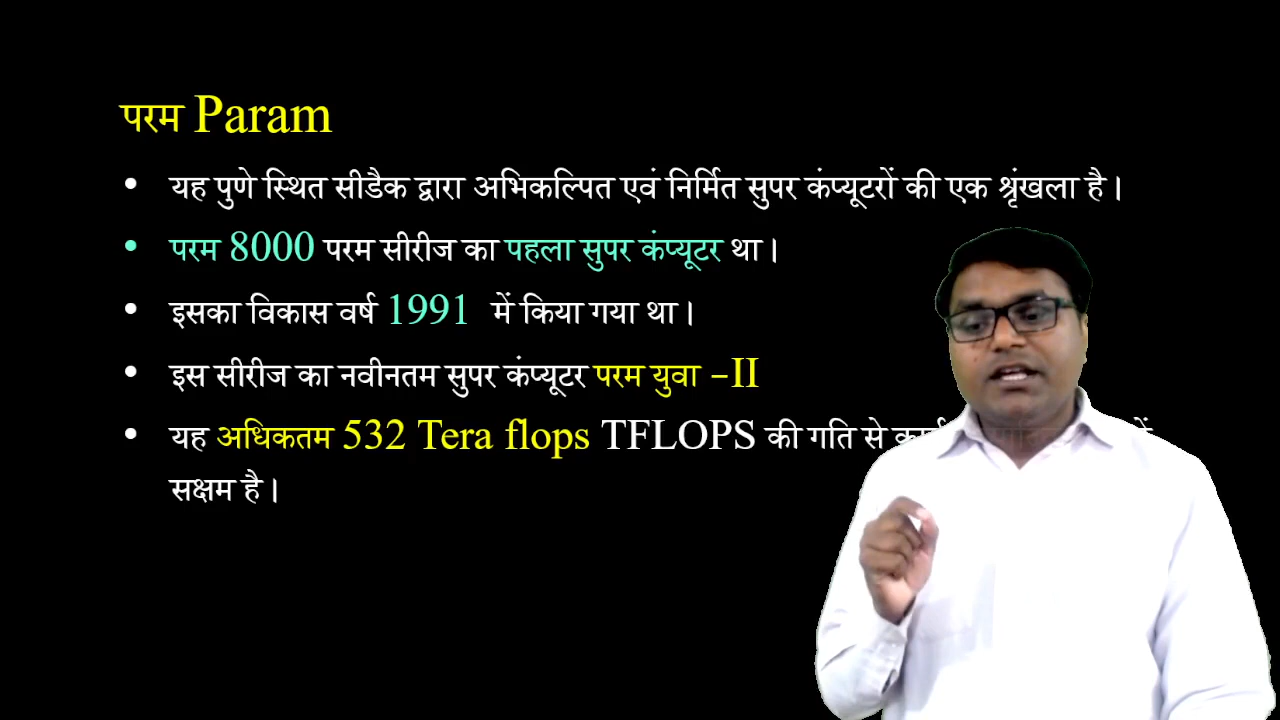 परम Param
• यह पुणे स्थित सीडैक द्वारा अभिकल्पित एवं निर्मित सुपर कंप्यूटरों की एक श्रृंखला है।
• परम 8000 परम सीरीज का पहला सुपर कंप्यूटर था।
• इसका विकास वर्ष 1991 में किया गया था।
• इस सीरीज का नवीनतम सुपर कंप्यूटर परम युवा –II
• यह अधिकतम 532 Tera flops TFLOPS की गति से
सक्षम है।